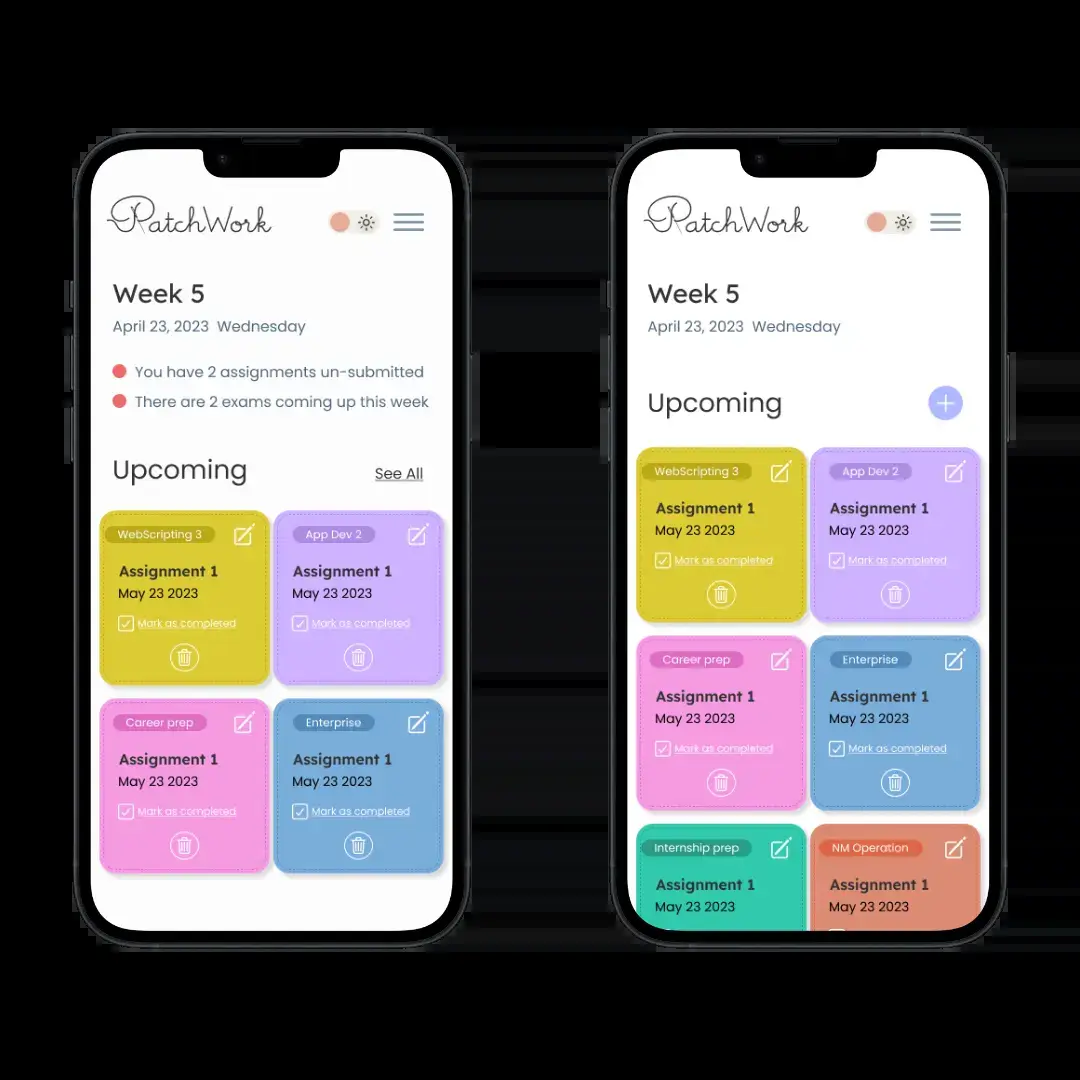 PatchWork
Week 5
April 23, 2023 Wednesday
You have 2 assignments un-submitted
There are 2 exams coming up this week
Upcoming
See All
WebScripting 3
Assignment 1
May 23 2023
Mark as completed
App Dev 2
Assignment 1
May 23 2023
Mark as completed
Career prep
Assignment 1
May 23 2023
Mark as completed
Enterprise
Assignment 1
May 23 2023
Mark as completed
PatchWork
Week 5
April 23, 2023 Wednesday
Upcoming
WebScripting 3
Assignment 1
May 23 2023
Mark as completed
App Dev 2
Assignment 1
May 23 2023
Mark as completed
Career prep
Assignment 1
May 23 2023
Mark as completed
Enterprise
Assignment 1
May 23 2023
Mark as completed
Internship prep
Assignment 1
May 23 2023
NM Operation
Assignment 1
May 23 2023